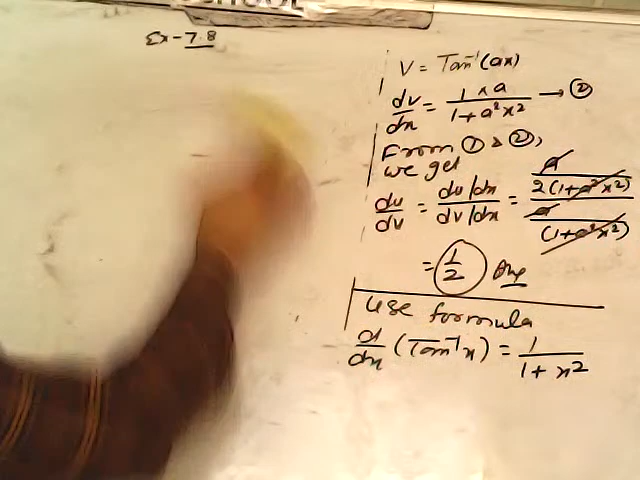 Ex-7.8
V = Tan⁻¹(ax)
dv/dx = 1×a / 1+a²x² → ②
From ① & ②,
we get
du/dv = du/dx / dv/dx = a / 2(1+a²x²) / a / (1+a²x²)
= 1/2 Ans
Use formula
d/dx (Tan⁻¹x) = 1 / 1+x²